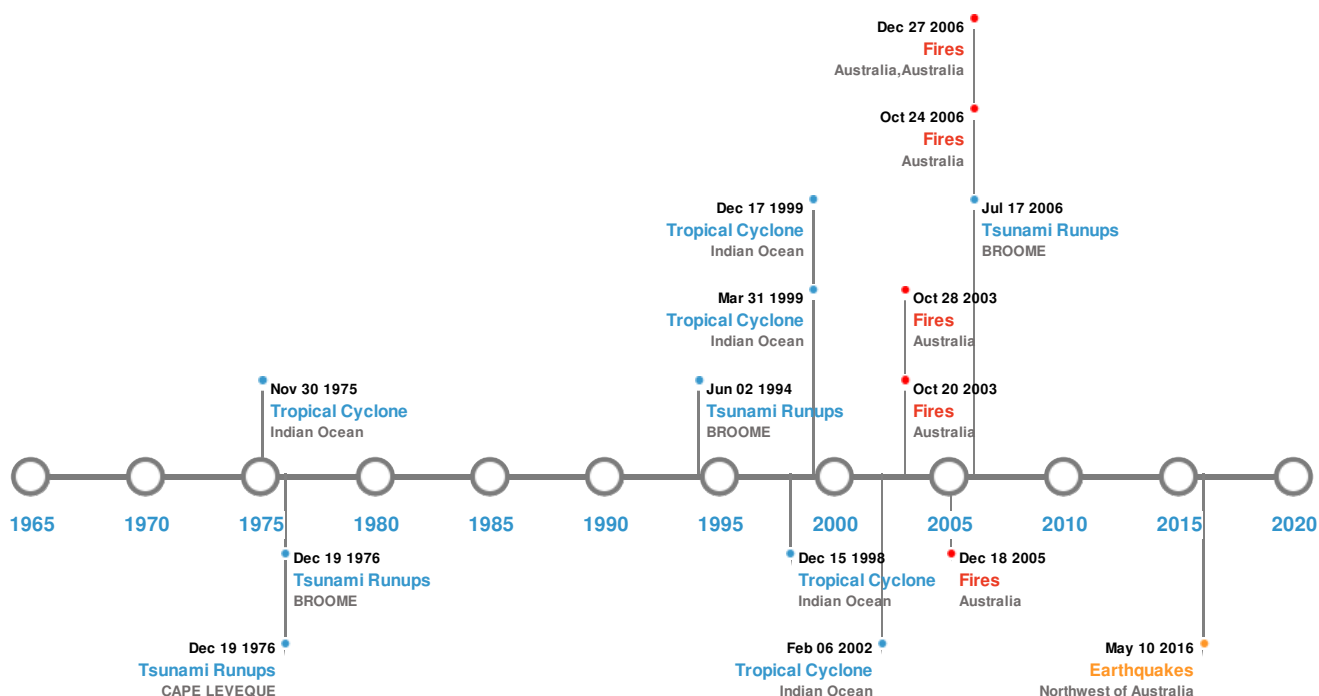 Dec 27 2006
Fires
Australia,Australia
Oct 24 2006
Fires
Australia
Dec 17 1999
Tropical Cyclone
Indian Ocean
Jul 17 2006
Tsunami Runups
BROOME
Mar 31 1999
Tropical Cyclone
Indian Ocean
Oct 28 2003
Fires
Australia
Nov 30 1975
Tropical Cyclone
Indian Ocean
Jun 02 1994
Tsunami Runups
BROOME
Oct 20 2003
Fires
Australia
1965 1970 1975 1980 1985 1990 1995 2000 2005 2010 2015 2020
Dec 19 1976
Tsunami Runups
BROOME
Dec 15 1998
Tropical Cyclone
Indian Ocean
Dec 18 2005
Fires
Australia
Dec 19 1976
Tsunami Runups
CAPE LEVEQUE
Feb 06 2002
Tropical Cyclone
Indian Ocean
May 10 2016
Earthquakes
Northwest of Australia